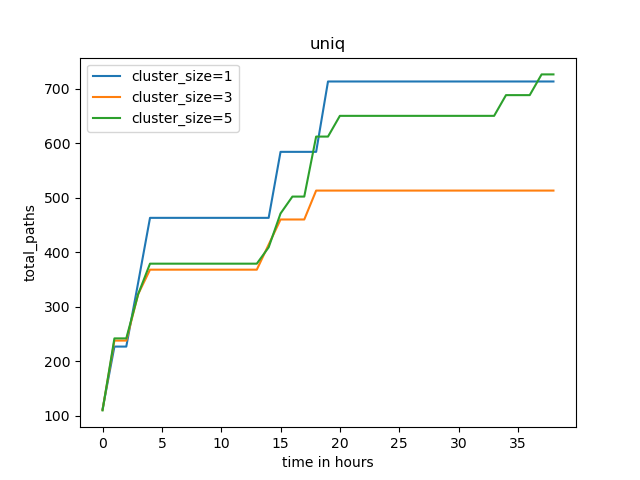 uniq
cluster_size=1
cluster_size=3
cluster_size=5
700
600
500
400
300
200
100
total_paths
0 5 10 15 20 25 30 35
time in hours